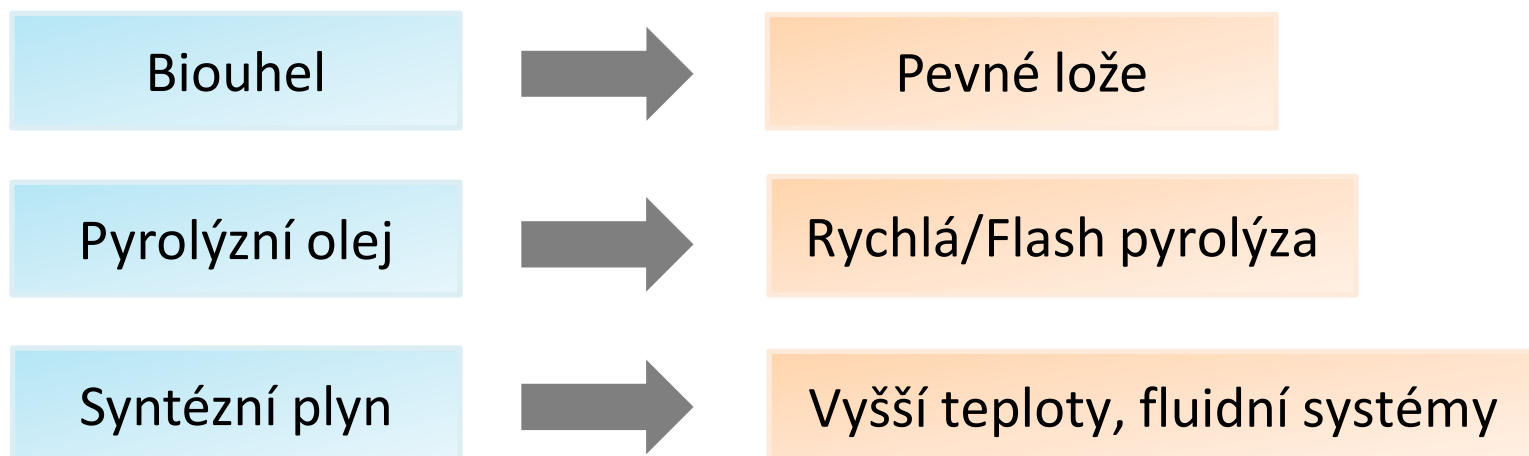 Biouhel
Pevné lože
Pyrolýzní olej
Rychlá/Flash pyrolýza
Syntézní plyn
Vyšší teploty, fluidní systémy